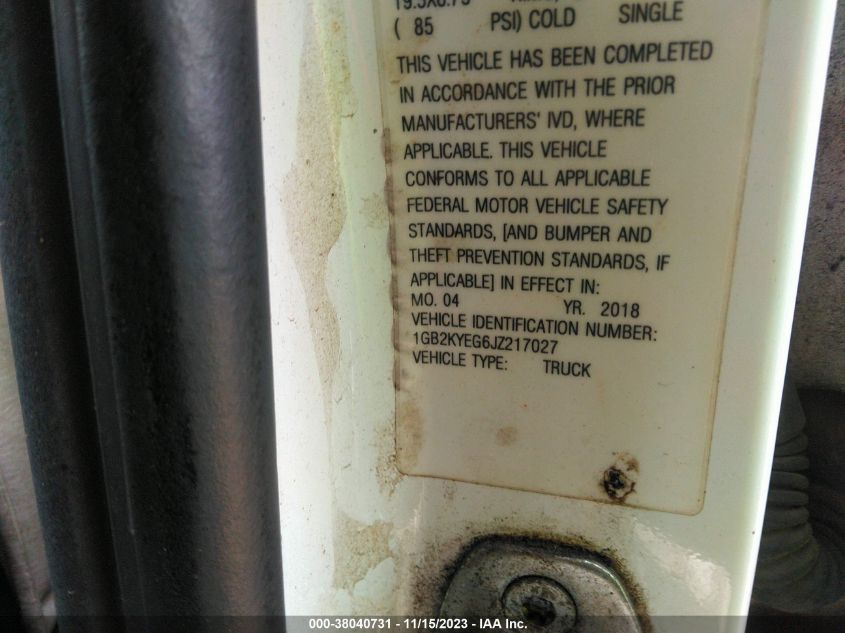 ( 85 PSI) COLD SINGLE
THIS VEHICLE HAS BEEN COMPLETED
IN ACCORDANCE WITH THE PRIOR
MANUFACTURERS' IVD, WHERE
APPLICABLE. THIS VEHICLE
CONFORMS TO ALL APPLICABLE
FEDERAL MOTOR VEHICLE SAFETY
STANDARDS, [AND BUMPER AND
THEFT PREVENTION STANDARDS, IF
APPLICABLE] IN EFFECT IN:
MO. 04 YR. 2018
VEHICLE IDENTIFICATION NUMBER:
1GB2KYEG6JZ217027
VEHICLE TYPE: TRUCK
000-38040731 - 11/15/2023 - IAA Inc.